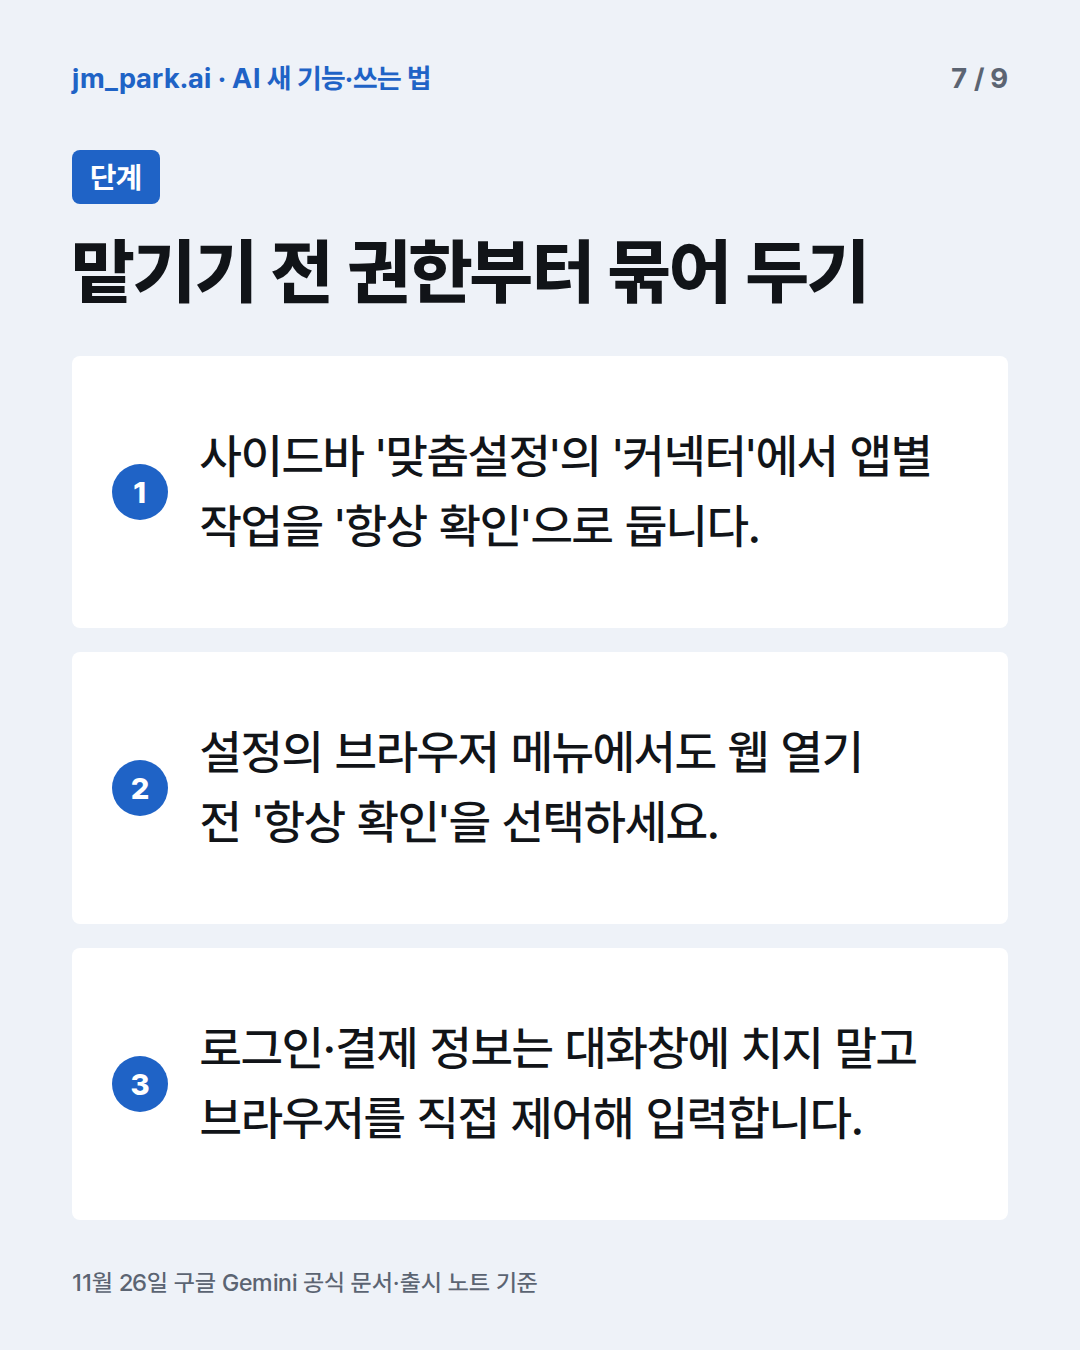 jm_park.ai · AI 새 기능·쓰는 법
7 / 9
단계
맡기기 전 권한부터 묶어 두기
1
사이드바 '맞춤설정'의 '커넥터'에서 앱별
작업을 '항상 확인'으로 둡니다.
2
설정의 브라우저 메뉴에서도 웹 열기
전 '항상 확인'을 선택하세요.
3
로그인·결제 정보는 대화창에 치지 말고
브라우저를 직접 제어해 입력합니다.
11월 26일 구글 Gemini 공식 문서·출시 노트 기준